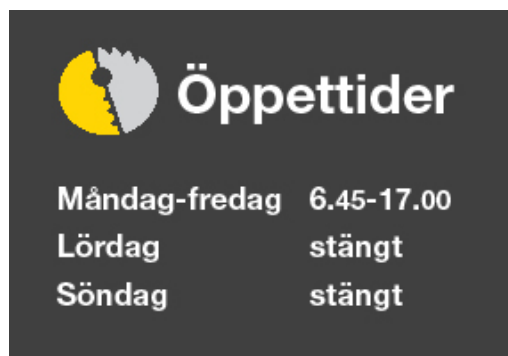 Öppettider
Måndag-fredag 6.45-17.00
Lördag stängt
Söndag stängt